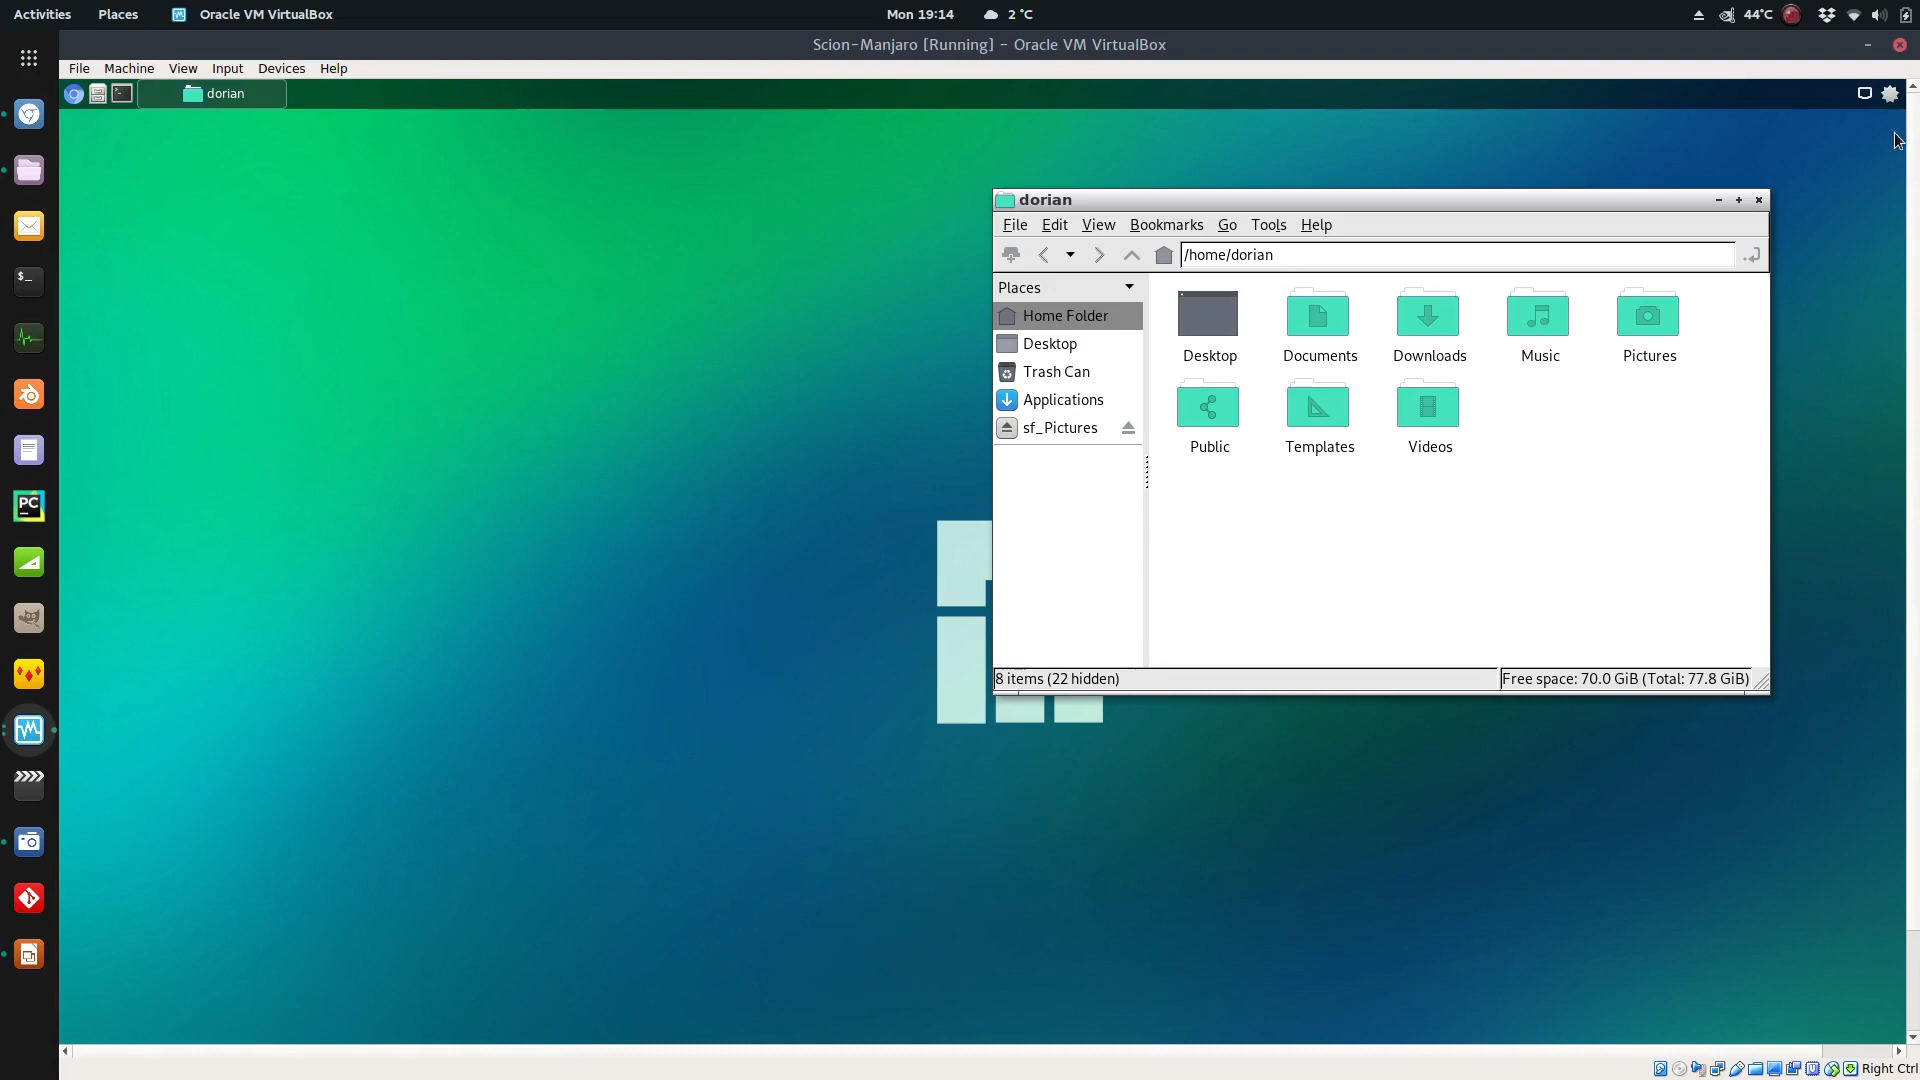 Activities Places Oracle VM VirtualBox Mon 19:14 2 °C 44°C
Scion-Manjaro [Running] - Oracle VM VirtualBox
File Machine View Input Devices Help
dorian
dorian
File Edit View Bookmarks Go Tools Help
/home/dorian
Places
Home Folder
Desktop
Trash Can
Applications
sf_Pictures
Desktop Documents Downloads Music Pictures
Public Templates Videos
8 items (22 hidden) Free space: 70.0 GiB (Total: 77.8 GiB)
PC
Right Ctrl